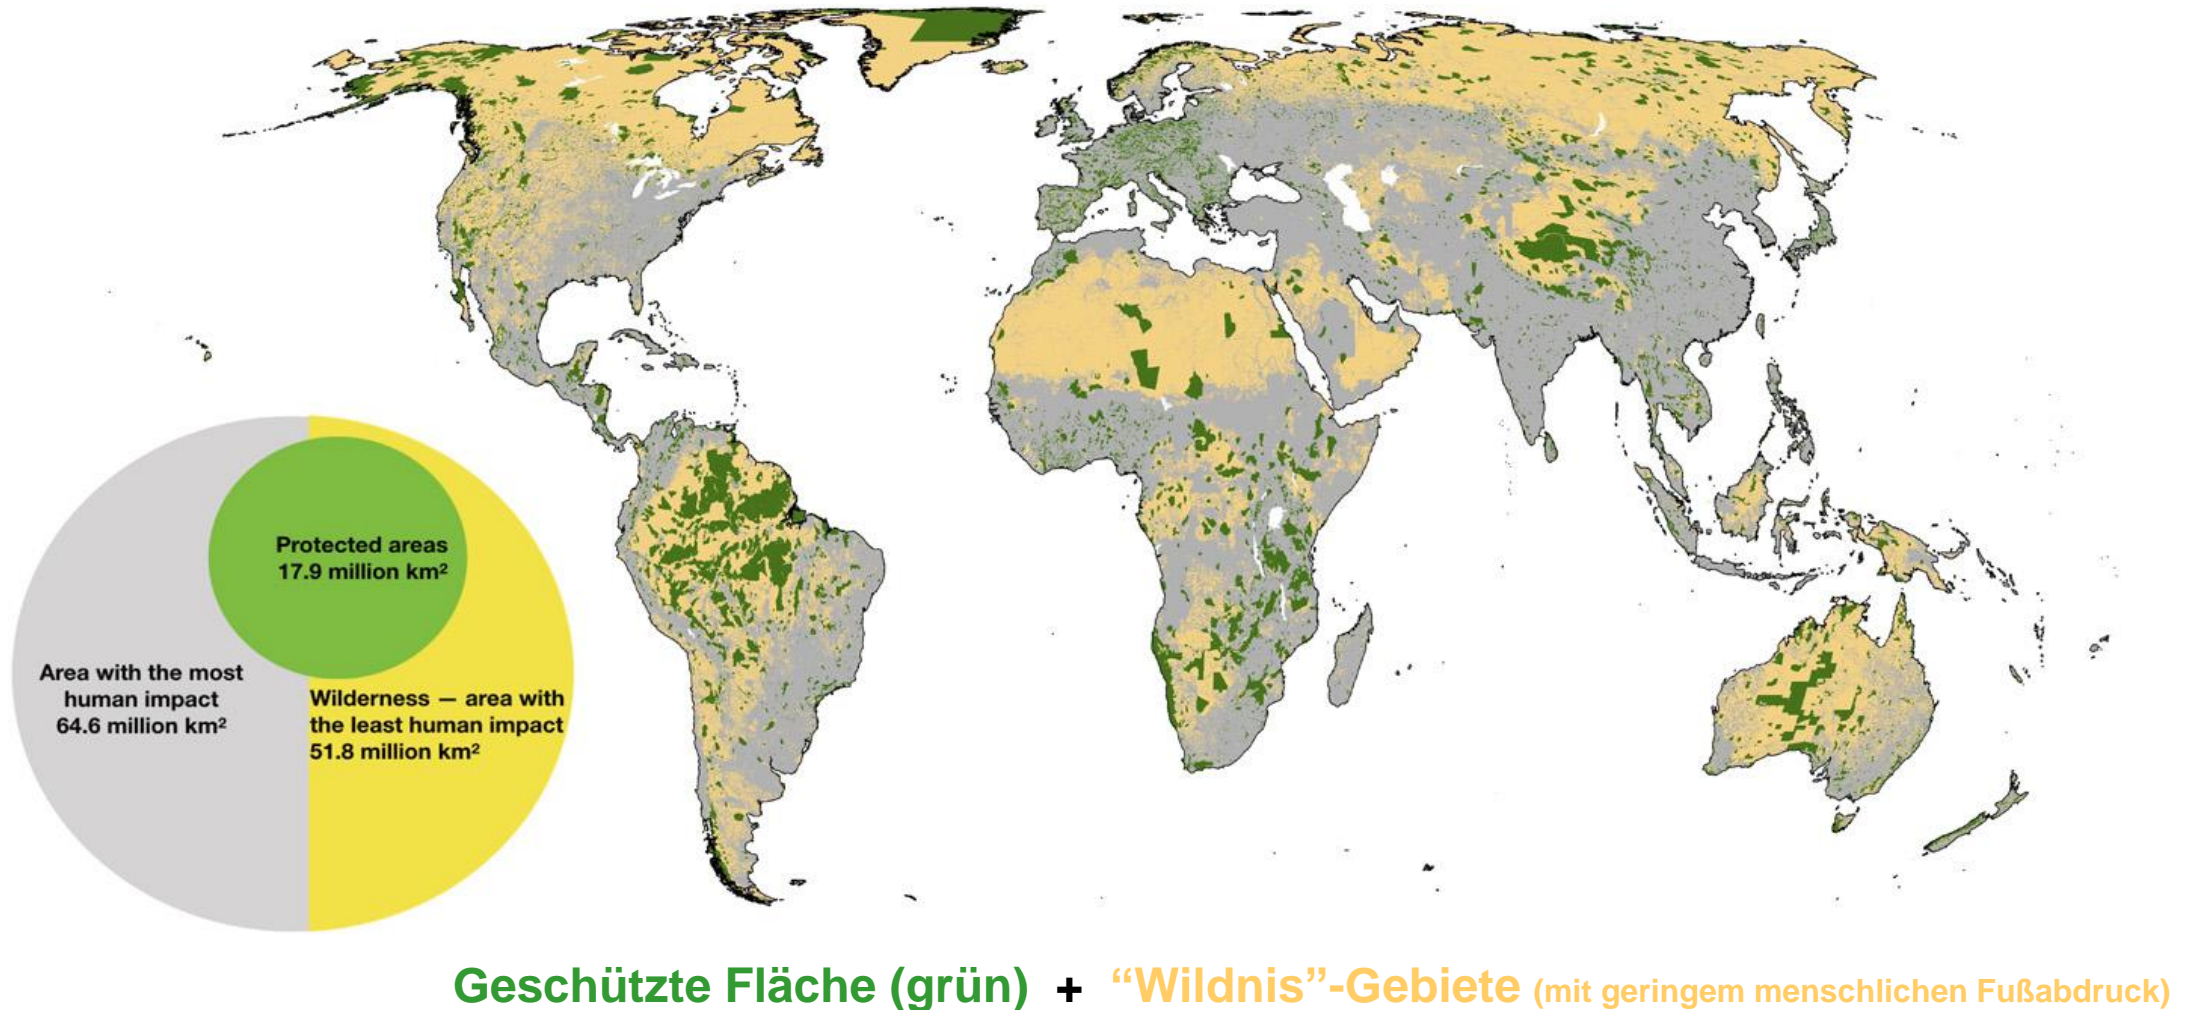 Protected areas
17.9 million km²
Area with the most
human impact
64.6 million km²
Wilderness — area with
the least human impact
51.8 million km²
Geschützte Fläche (grün) + “Wildnis”-Gebiete (mit geringem menschlichen Fußabdruck)